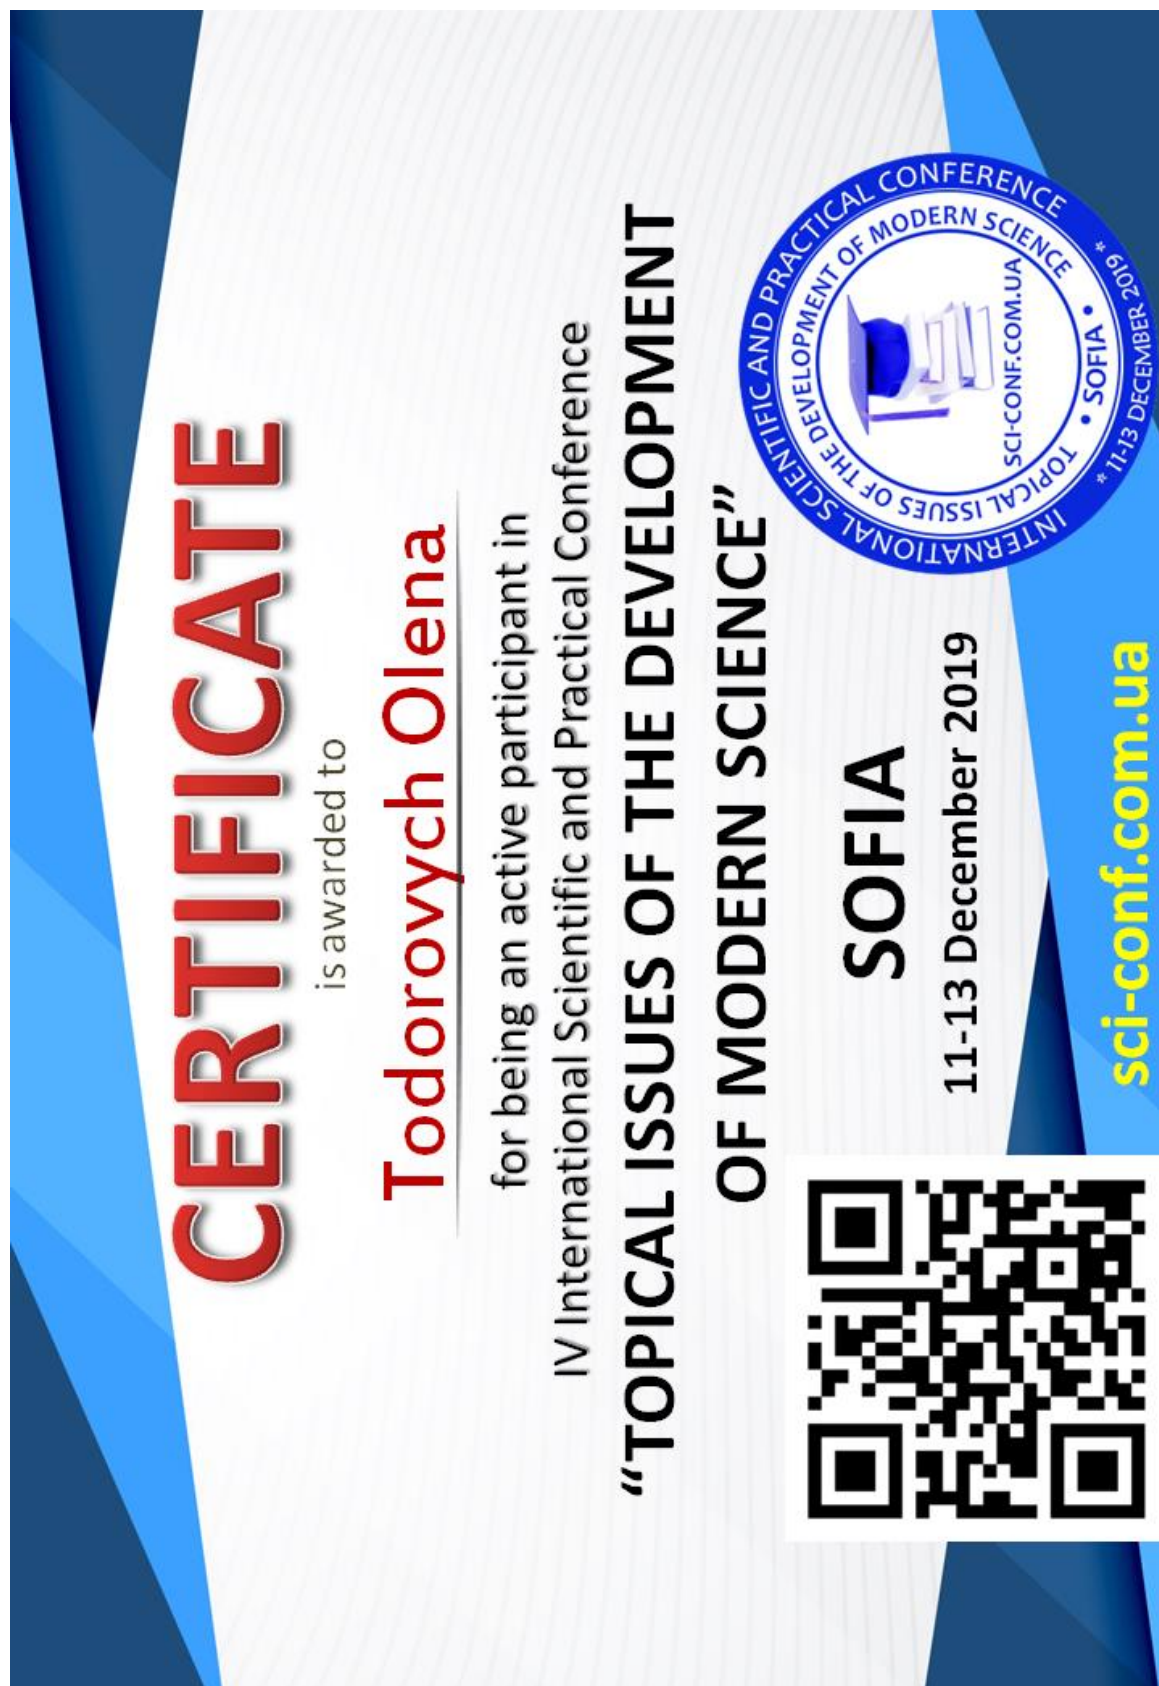 CERTIFICATE
is awarded to
Todorovych Olena
for being an active participant in
IV International Scientific and Practical Conference
“TOPICAL ISSUES OF THE DEVELOPMENT
OF MODERN SCIENCE”
SOFIA
11-13 December 2019
sci-conf.com.ua
INTERNATIONAL SCIENTIFIC AND PRACTICAL CONFERENCE
* 11-13 DECEMBER 2019 *
TOPICAL ISSUES OF THE DEVELOPMENT OF MODERN SCIENCE
• SOFIA •
SCI-CONF.COM.UA